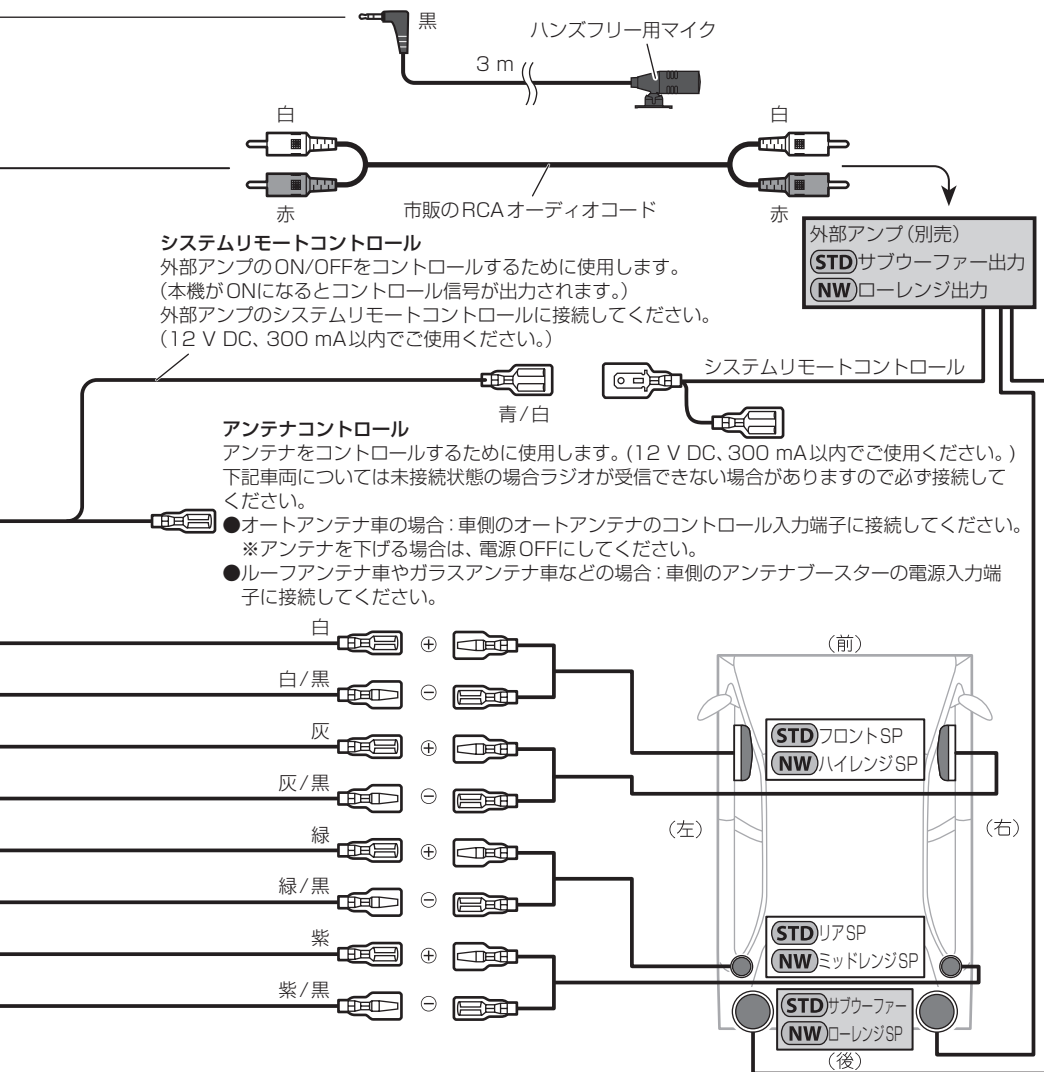 黒
ハンズフリー用マイク
3 m
白
白
赤
市販のRCAオーディオコード
赤
システムリモートコントロール
外部アンプのON/OFFをコントロールするために使用します。
(本機がONになるとコントロール信号が出力されます。)
外部アンプのシステムリモートコントロールに接続してください。
(12 V DC、300 mA以内でご使用ください。)
外部アンプ(別売)
STDサブウーファー出力
NWローレンジ出力
システムリモートコントロール
青/白
アンテナコントロール
アンテナをコントロールするために使用します。(12 V DC、300 mA以内でご使用ください。)
下記車両については未接続状態の場合ラジオが受信できない場合がありますので必ず接続して
ください。
●オートアンテナ車の場合：車側のオートアンテナのコントロール入力端子に接続してください。
※アンテナを下げる場合は、電源OFFにしてください。
●ルーフアンテナ車やガラスアンテナ車などの場合：車側のアンテナブースターの電源入力端
子に接続してください。
白
⊕
白/黒
⊖
灰
⊕
灰/黒
⊖
緑
⊕
緑/黒
⊖
紫
⊕
紫/黒
⊖
(前)
STDフロントSP
NWハイレンジSP
(左)
(右)
STDリアSP
NWミッドレンジSP
STDサブウーファー
NWローレンジSP
(後)